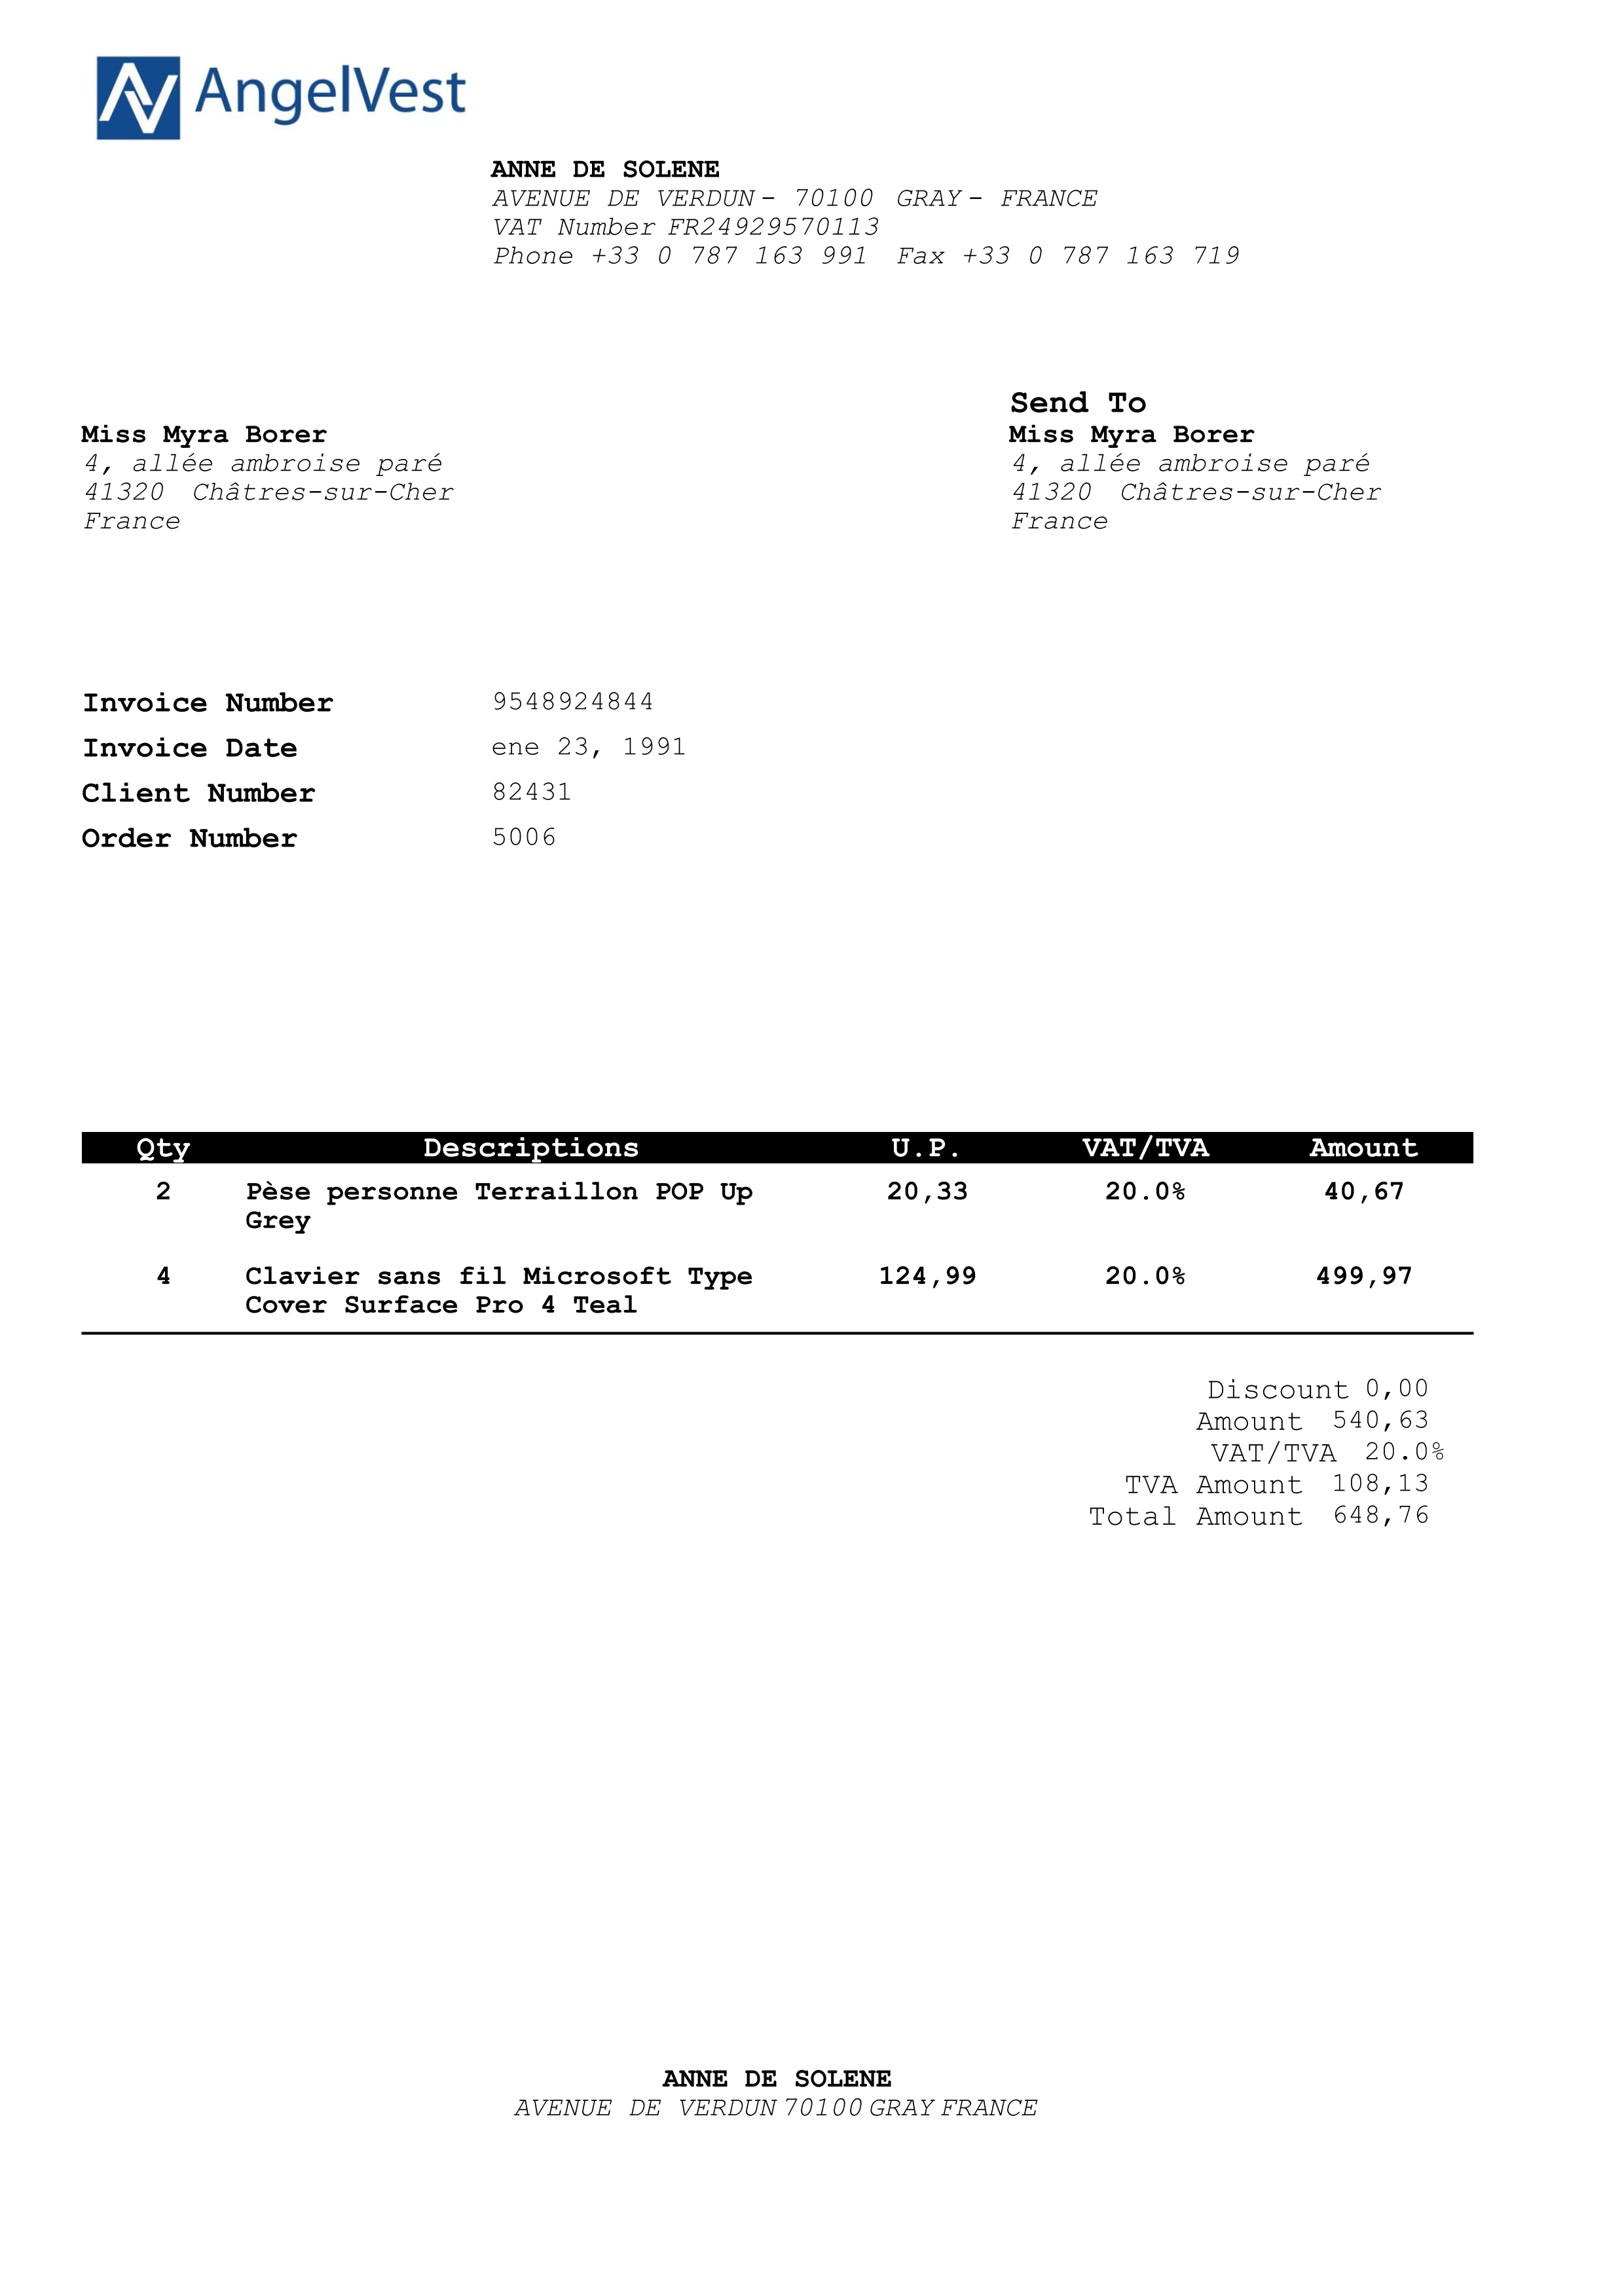 AngelVest
ANNE DE SOLENE
AVENUE DE VERDUN - 70100 GRAY - FRANCE
VAT Number FR24929570113
Phone +33 0 787 163 991 Fax +33 0 787 163 719
Miss Myra Borer
4, allée ambroise paré
41320 Châtres-sur-Cher
France
Send To
Miss Myra Borer
4, allée ambroise paré
41320 Châtres-sur-Cher
France
Invoice Number 9548924844
Invoice Date ene 23, 1991
Client Number 82431
Order Number 5006
Qty Descriptions U.P. VAT/TVA Amount
2 Pèse personne Terraillon POP Up 20,33 20.0% 40,67
Grey
4 Clavier sans fil Microsoft Type 124,99 20.0% 499,97
Cover Surface Pro 4 Teal
Discount 0,00
Amount 540,63
VAT/TVA 20.0%
TVA Amount 108,13
Total Amount 648,76
ANNE DE SOLENE
AVENUE DE VERDUN 70100 GRAY FRANCE